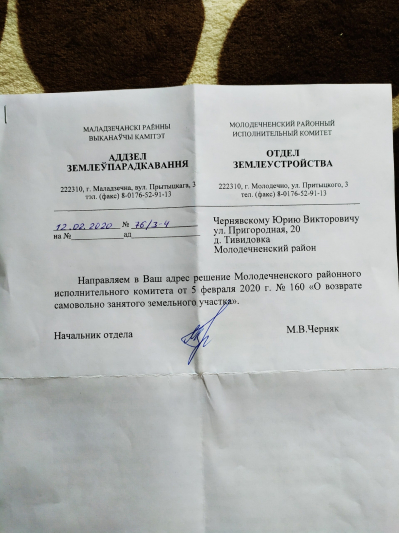 МАЛАДЗЕЧАНСКІ РАЁННЫ
ВЫКАНАЎЧЫ КАМІТЭТ
АДДЗЕЛ
ЗЕМЛЕЎПАРАДКАВАННЯ
222310, г. Маладзечна, вул. Прытыцкага, 3
тэл. (факс) 8-0176-52-91-13
МОЛОДЕЧНЕНСКИЙ РАЙОННЫЙ
ИСПОЛНИТЕЛЬНЫЙ КОМИТЕТ
ОТДЕЛ
ЗЕМЛЕУСТРОЙСТВА
222310, г. Молодечно, ул. Притыцкого, 3
тел. (факс) 8-0176-52-91-13
12.02.2020 № 76/3-4
на № ад
Чернявскому Юрию Викторовичу
ул. Пригородная, 20
д. Тивидовка
Молодечненский район
Направляем в Ваш адрес решение Молодечненского районного
исполнительного комитета от 5 февраля 2020 г. № 160 «О возврате
самовольно занятого земельного участка».
Начальник отдела М.В.Черняк